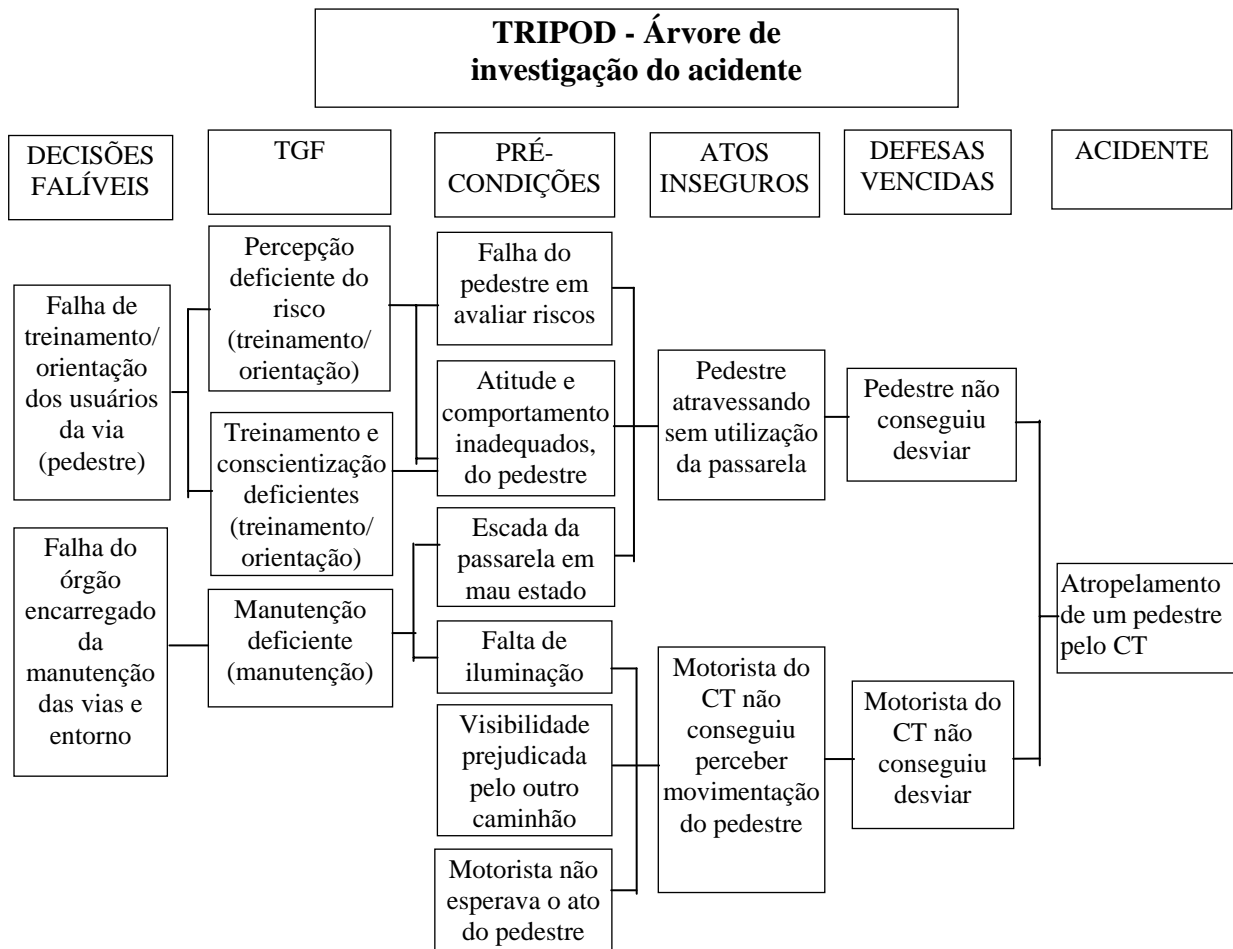 TRIPOD - Árvore de
investigação do acidente
DECISÕES
FALÍVEIS
TGF
PRÉ-
CONDIÇÕES
ATOS
INSEGUROS
DEFESAS
VENCIDAS
ACIDENTE
Falha de
treinamento/
orientação
dos usuários
da via
(pedestre)
Falha do
órgão
encarregado
da
manutenção
das vias e
entorno
Percepção
deficiente do
risco
(treinamento/
orientação)
Treinamento e
conscientização
deficientes
(treinamento/
orientação)
Manutenção
deficiente
(manutenção)
Falha do
pedestre em
avaliar riscos
Atitude e
comportamento
inadequados,
do pedestre
Escada da
passarela em
mau estado
Falta de
iluminação
Visibilidade
prejudicada
pelo outro
caminhão
Motorista não
esperava o ato
do pedestre
Pedestre
atravessando
sem utilização
da passarela
Motorista do
CT não
conseguiu
perceber
movimentação
do pedestre
Pedestre não
conseguiu
desviar
Motorista do
CT não
conseguiu
desviar
Atropelamento
de um pedestre
pelo CT